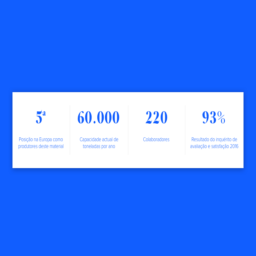 5ª
Posição na Europa como
produtores deste material
60.000
Capacidade actual de
toneladas por ano
220
Colaboradores
93%
Resultado do inquérito de
avaliação e satisfação 2016